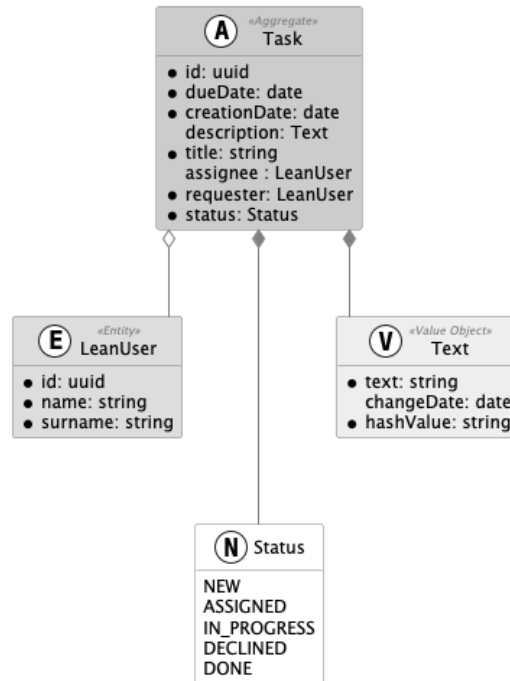 A
«Aggregate»
Task
id: uuid
dueDate: date
creationDate: date
description: Text
title: string
assignee : LeanUser
requester: LeanUser
status: Status
E
«Entity»
LeanUser
id: uuid
name: string
surname: string
V
«Value Object»
Text
text: string
changeDate: date
hashValue: string
N Status
NEW
ASSIGNED
IN_PROGRESS
DECLINED
DONE